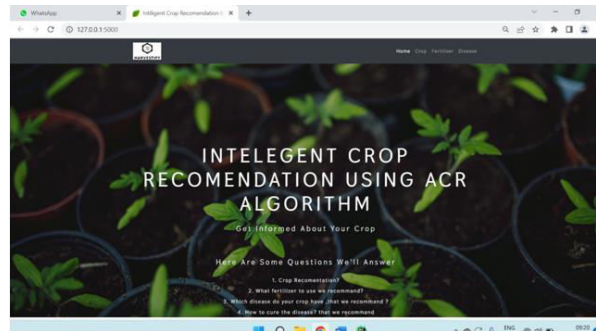 WhatsApp
Intelligent Crop Recomendation
127.0.0.1:5000
Home Crop Fertilizer Disease
INTELEGENT CROP
RECOMENDATION USING ACR
ALGORITHM
Get Informed About Your Crop
Here Are Some Questions We'll Answer
1. Crop Recomentation?
2. What fertilizer to use we recommand?
3. Which disease do your crop have ,that we recommand ?
4. How to cure the disease? that we recommand
ENG
09:20